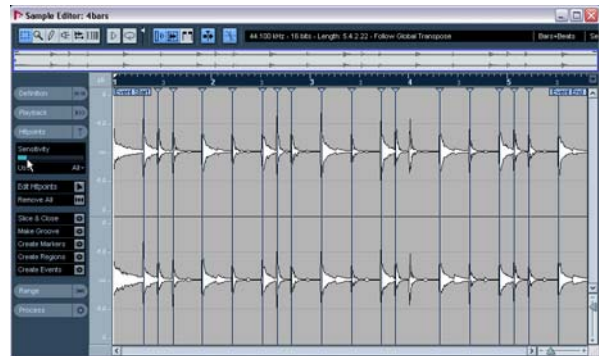 Sample Editor: 4bars
44.100 kHz - 16 bits - Length: 5.4.2.22 - Follow Global Transpose
Bars+Beats
Se
1 2 3 4 5
Definition
Event Start
Event End
Playback
Hitpoints
Sensitivity
All
Edit Hitpoints
Remove All
Slice & Close
Make Groove
Create Markers
Create Regions
Create Events
Range
Process